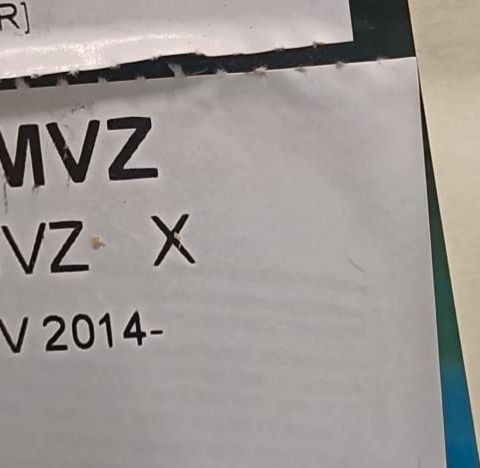 R]
MVZ
VZ X
V 2014-